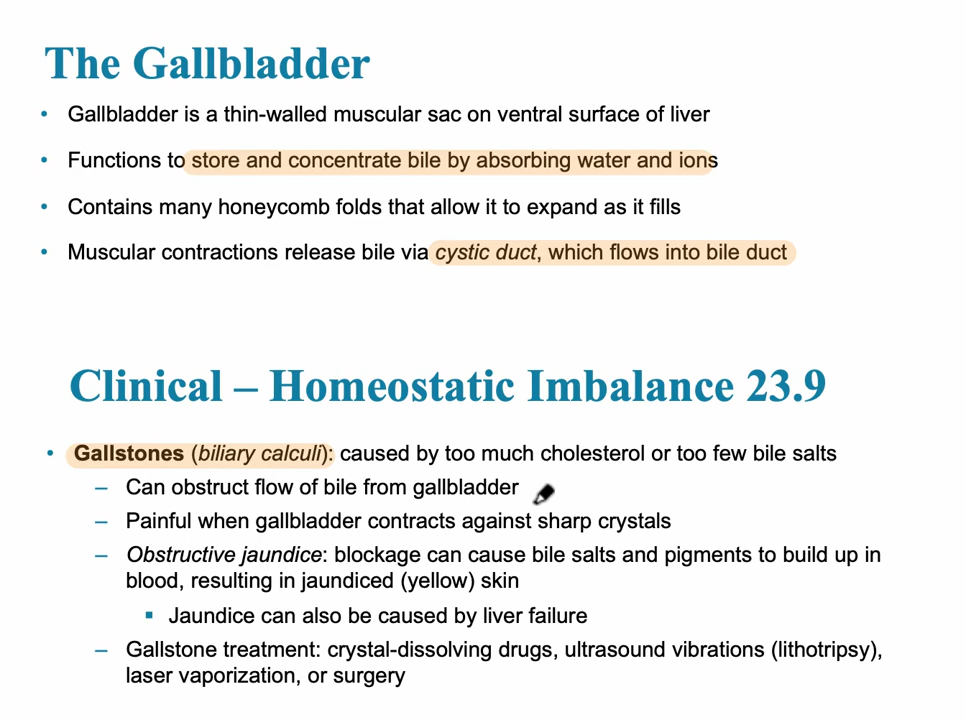 The Gallbladder
• Gallbladder is a thin-walled muscular sac on ventral surface of liver
• Functions to store and concentrate bile by absorbing water and ions
• Contains many honeycomb folds that allow it to expand as it fills
• Muscular contractions release bile via cystic duct, which flows into bile duct
Clinical – Homeostatic Imbalance 23.9
• Gallstones (biliary calculi): caused by too much cholesterol or too few bile salts
– Can obstruct flow of bile from gallbladder
– Painful when gallbladder contracts against sharp crystals
– Obstructive jaundice: blockage can cause bile salts and pigments to build up in
blood, resulting in jaundiced (yellow) skin
▪ Jaundice can also be caused by liver failure
– Gallstone treatment: crystal-dissolving drugs, ultrasound vibrations (lithotripsy),
laser vaporization, or surgery